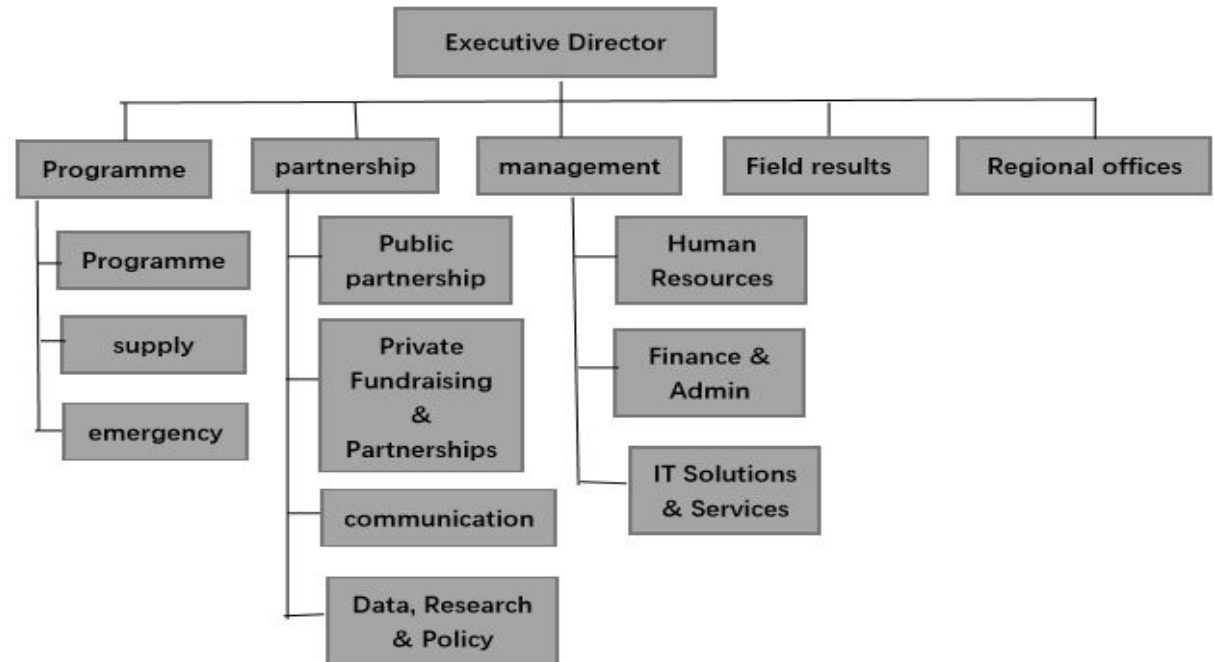 Executive Director
Programme
partnership
management
Field results
Regional offices
Programme
supply
emergency
Public
partnership
Private
Fundraising
&
Partnerships
communication
Data, Research
& Policy
Human
Resources
Finance &
Admin
IT Solutions
& Services